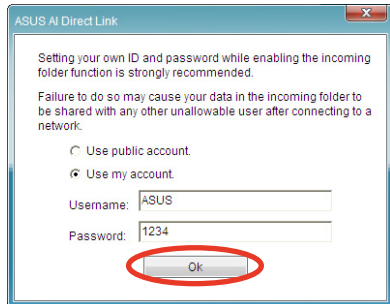 ASUS AI Direct Link
Setting your own ID and password while enabling the incoming
folder function is strongly recommended.
Failure to do so may cause your data in the incoming folder to
be shared with any other unallowable user after connecting to a
network.
Use public account.
Use my account.
Username: ASUS
Password: 1234
Ok